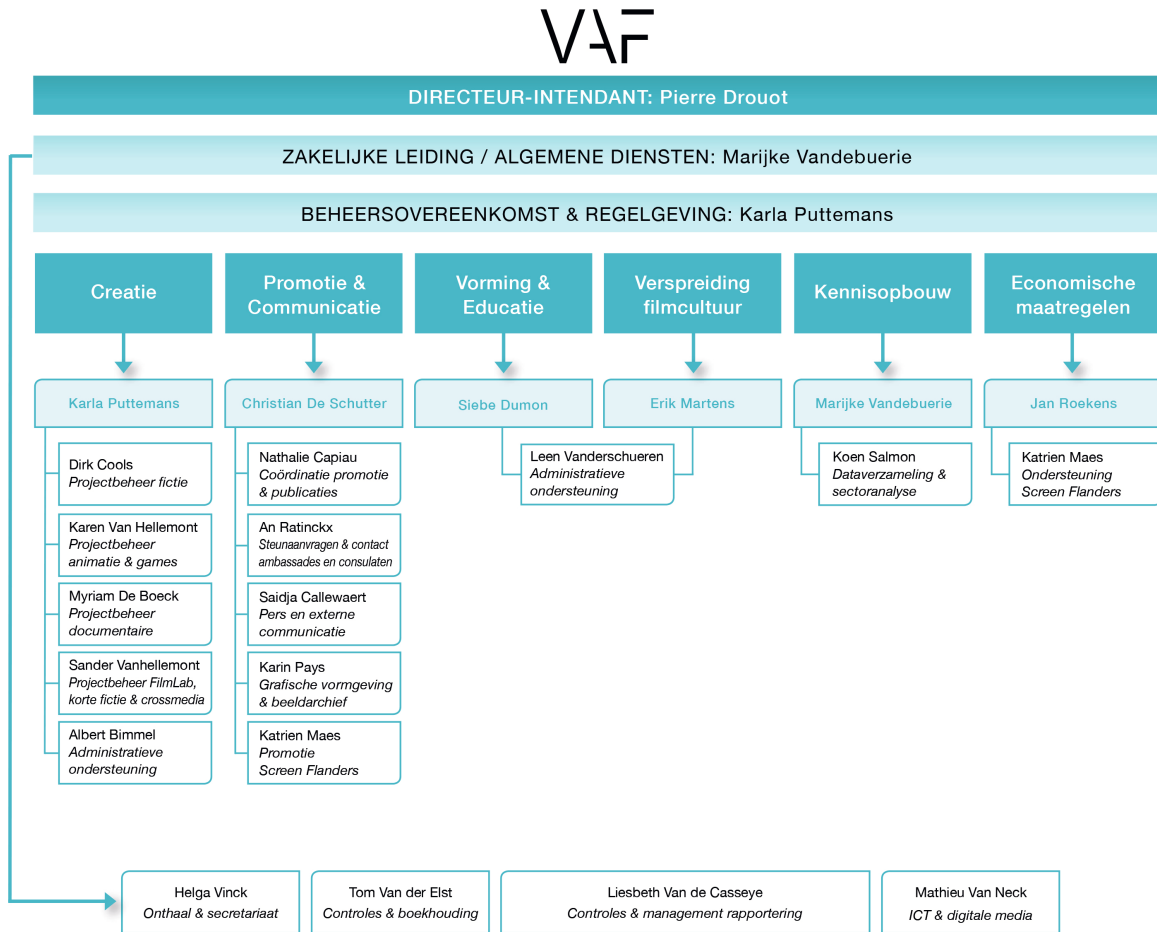 VAF
DIRECTEUR-INTENDANT: Pierre Drouot
ZAKELIJKE LEIDING / ALGEMENE DIENSTEN: Marijke Vandebuerie
BEHEERSOVEREENKOMST & REGELGEVING: Karla Puttemans
Creatie
Karla Puttemans
Dirk Cools
Projectbeheer fictie
Karen Van Hellemont
Projectbeheer
animatie & games
Myriam De Boeck
Projectbeheer
documentaire
Sander Vanhellemont
Projectbeheer FilmLab,
korte fictie & crossmedia
Albert Bimmel
Administratieve
ondersteuning
Promotie &
Communicatie
Christian De Schutter
Nathalie Capiau
Coördinatie promotie
& publicaties
An Ratinckx
Steunaanvragen & contact
ambassades en consulaten
Saidja Callewaert
Pers en externe
communicatie
Karin Pays
Grafische vormgeving
& beeldarchief
Katrien Maes
Promotie
Screen Flanders
Vorming &
Educatie
Siebe Dumon
Verspreiding
filmcultuur
Erik Martens
Leen Vanderschueren
Administratieve
ondersteuning
Kennisopbouw
Marijke Vandebuerie
Koen Salmon
Dataverzameling &
sectoranalyse
Economische
maatregelen
Jan Roekens
Katrien Maes
Ondersteuning
Screen Flanders
Helga Vinck
Onthaal & secretariaat
Tom Van der Elst
Controles & boekhouding
Liesbeth Van de Casseye
Controles & management rapportering
Mathieu Van Neck
ICT & digitale media